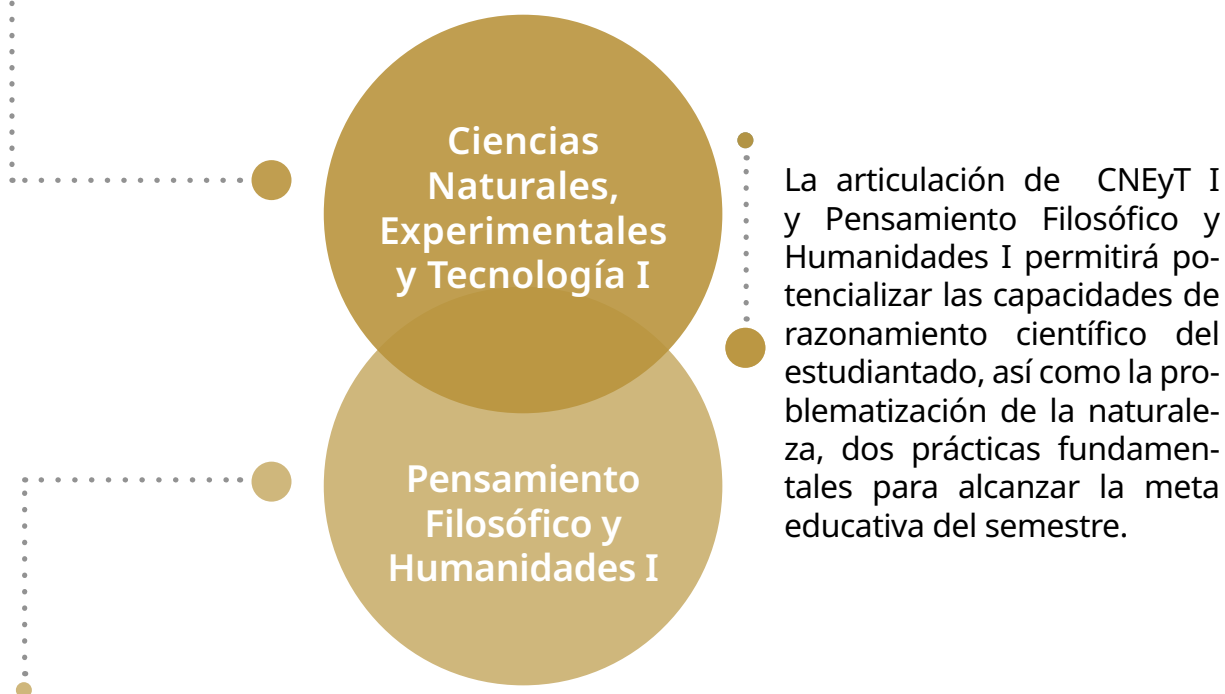 Ciencias
Naturales,
Experimentales
y Tecnología I
La articulación de CNEyT I
y Pensamiento Filosófico y
Humanidades I permitirá po-
tencializar las capacidades de
razonamiento científico del
estudiantado, así como la pro-
blematización de la naturale-
za, dos prácticas fundamen-
tales para alcanzar la meta
educativa del semestre.
Pensamiento
Filosófico y
Humanidades I